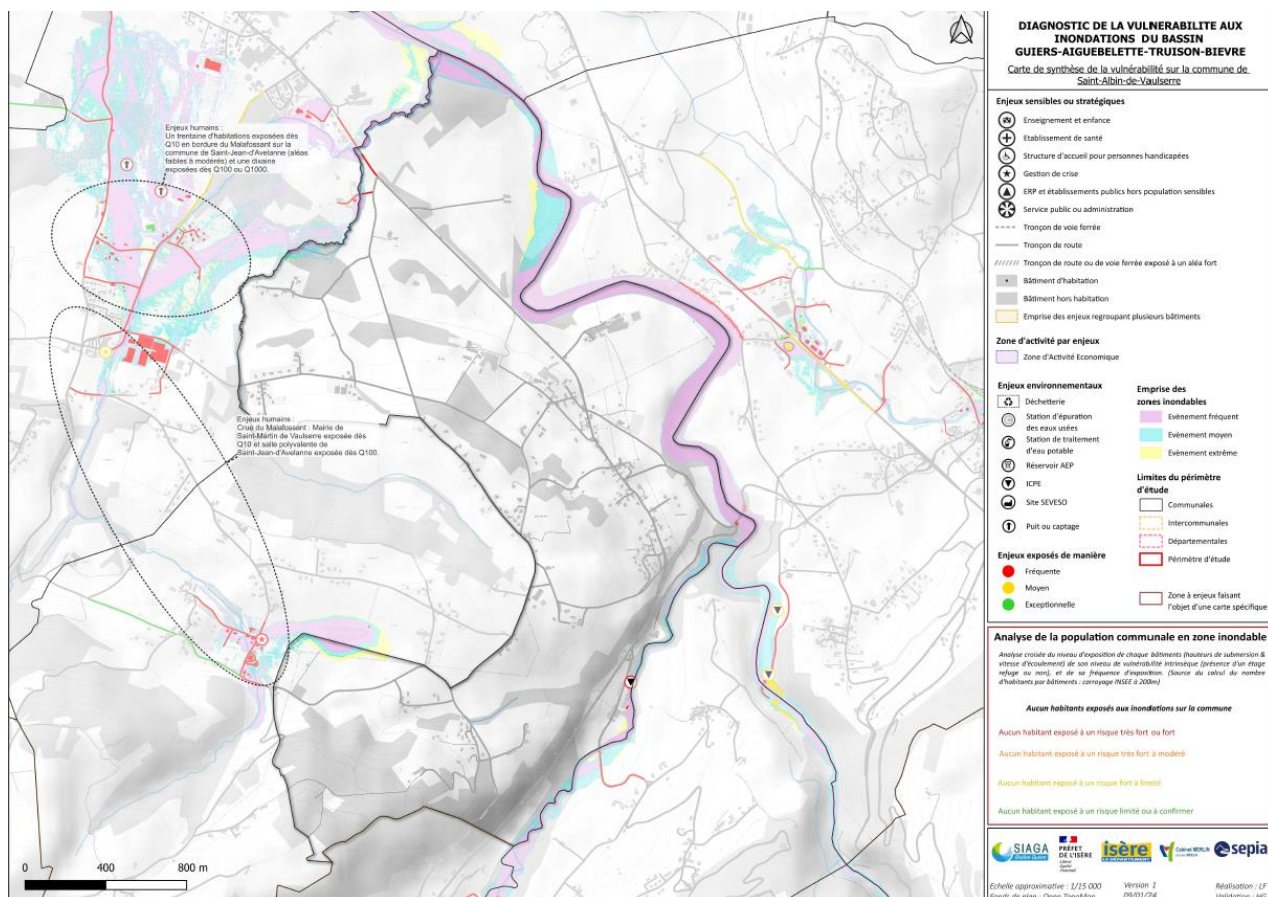 Enjeux humains :
Un trentaine d'habitations exposées dès
Q10 en bordure du Malafossant sur la
commune de Saint-Jean-d'Avelanne (aléas
faibles à modérés) et une dixaine
exposées dès Q100 ou Q1000.
Enjeux humains :
Crue du Malafossent : Mairie de
Saint-Martin de Vaulserre exposée dès
Q10 et salle polyvalente de
Saint-Jean-d'Avelanne exposée dès Q100.
0 400 800 m
DIAGNOSTIC DE LA VULNERABILITE AUX
INONDATIONS DU BASSIN
GUIERS-AIGUEBELETTE-TRUISON-BIEVRE
Carte de synthèse de la vulnérabilité sur la commune de
Saint-Albin-de-Vaulserre
Enjeux sensibles ou stratégiques
Enseignement et enfance
Etablissement de santé
Structure d'accueil pour personnes handicapées
Gestion de crise
ERP et établissements publics hors population sensibles
Service public ou administration
Tronçon de voie ferrée
Tronçon de route
Tronçon de route ou de voie ferrée exposé à un aléa fort
Bâtiment d'habitation
Bâtiment hors habitation
Emprise des enjeux regroupant plusieurs bâtiments
Zone d'activité par enjeux
Zone d'Activité Economique
Enjeux environnementaux
Déchetterie
Station d'épuration
des eaux usées
Station de traitement
d'eau potable
Réservoir AEP
ICPE
Site SEVESO
Puit ou captage
Enjeux exposés de manière
Fréquente
Moyen
Exceptionnelle
Emprise des
zones inondables
Evènement fréquent
Evènement moyen
Evènement extrême
Limites du périmètre
d'étude
Communales
Intercommunales
Départementales
Périmètre d'étude
Zone à enjeux faisant
l'objet d'une carte spécifique
Analyse de la population communale en zone inondable
Analyse croisée du niveau d'exposition de chaque bâtiments (hauteurs de submersion &
vitesse d'écoulement) de son niveau de vulnérabilité intrinsèque (présence d'un étage
refuge ou non), et de sa fréquence d'exposition. (Source du calcul du nombre
d'habitants par bâtiments : carroyage INSEE à 200m)
Aucun habitants exposés aux inondations sur la commune
Aucun habitant exposé à un risque très fort ou fort
Aucun habitant exposé à un risque très fort à modéré
Aucun habitant exposé à un risque fort à limité
Aucun habitant exposé à un risque limité ou à confirmer
SIAGA
PRÉFET
DE L'ISÈRE
isère
LE DÉPARTEMENT
Cabinet MERLIN
sepia
Echelle approximative : 1/15 000 Version 1 Réalisation : LF
Fonds de plan : Open TopoMap 09/01/24 Validation : HG